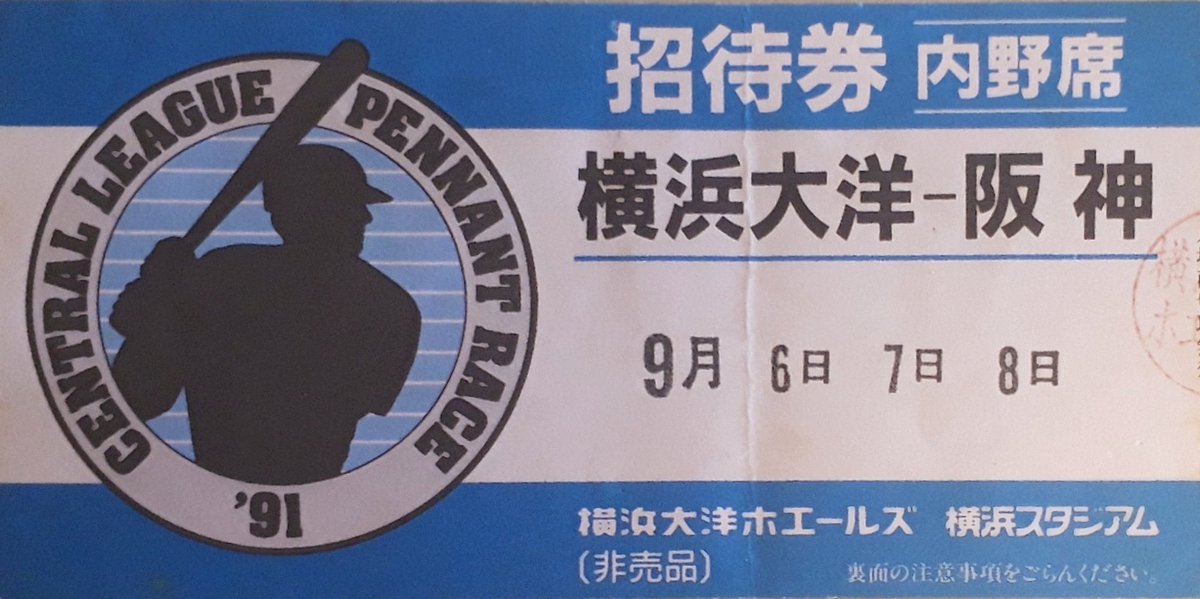 CENTRAL LEAGUE PENNANT RACE
'91
招待券 内野席
横浜大洋-阪神
9月 6日 7日 8日
横浜大洋ホエールズ 横浜スタジアム
(非売品)
裏面の注意事項をごらんください。
横
ホエ